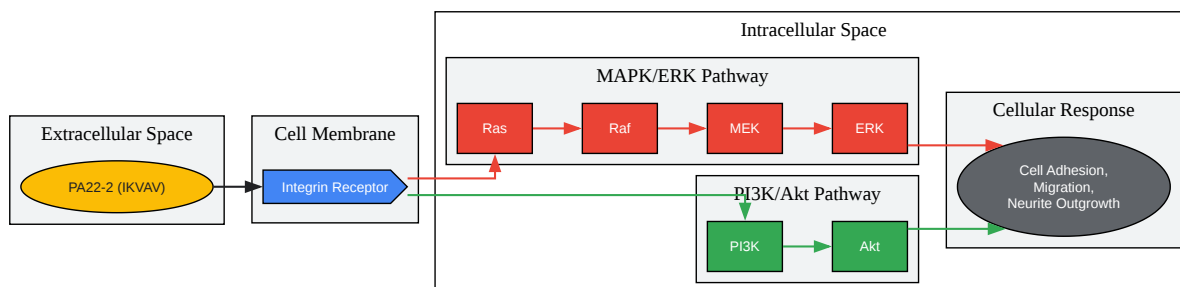 Intracellular Space
MAPK/ERK Pathway
Extracellular Space
Cell Membrane
Cellular Response
Ras
Raf
MEK
ERK
PA22-2 (IKVAV)
Integrin Receptor
Cell Adhesion,
Migration,
Neurite Outgrowth
PI3K/Akt Pathway
PI3K
Akt